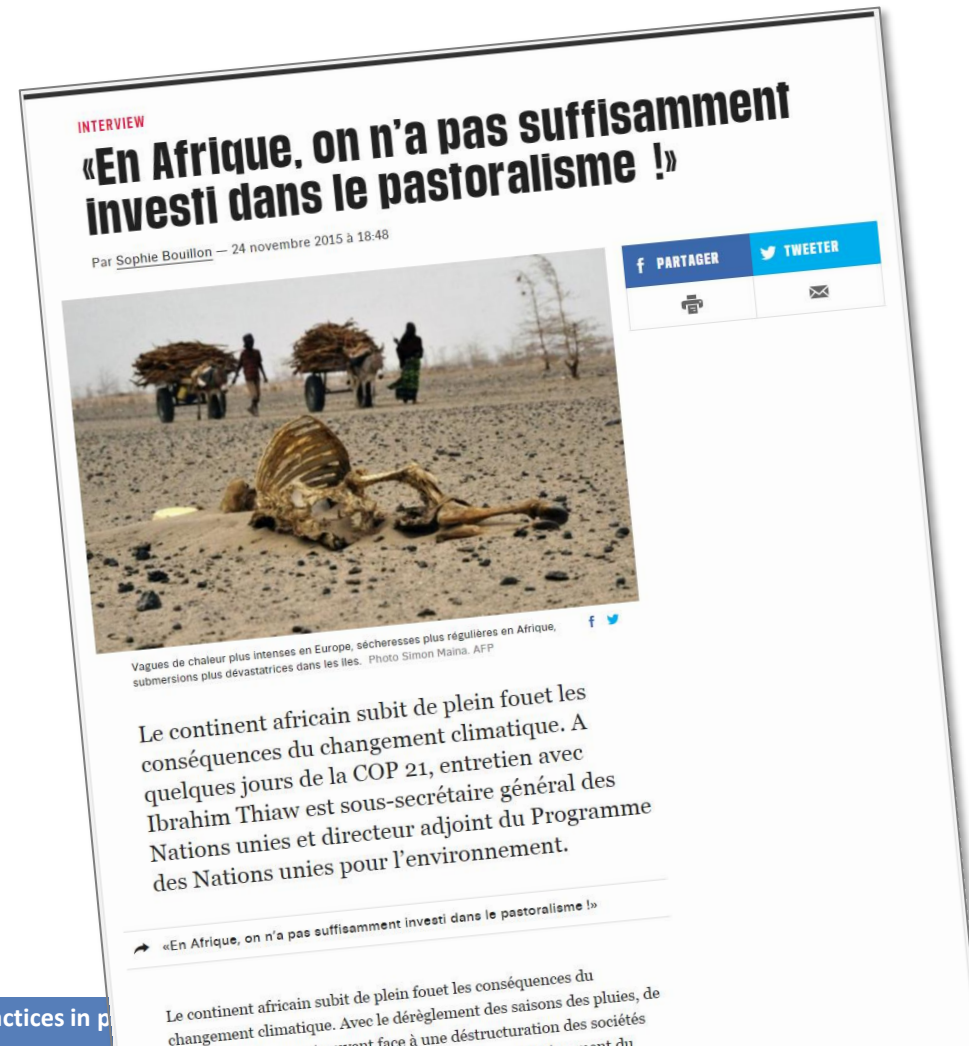 INTERVIEW
«En Afrique, on n’a pas suffisamment
investi dans le pastoralisme !»
Par Sophie Bouillon — 24 novembre 2015 à 18:48
f PARTAGER
TWEETER
Vagues de chaleur plus intenses en Europe, sécheresses plus régulières en Afrique,
submersions plus dévastatrices dans les îles. Photo Simon Maina. AFP
f
Le continent africain subit de plein fouet les
conséquences du changement climatique. A
quelques jours de la COP 21, entretien avec
Ibrahim Thiaw est sous-secrétaire général des
Nations unies et directeur adjoint du Programme
des Nations unies pour l’environnement.
«En Afrique, on n’a pas suffisamment investi dans le pastoralisme !»
Le continent africain subit de plein fouet les conséquences du
changement climatique. Avec le dérèglement des saisons des pluies, de
face à une déstructuration des sociétés
du
ctices in p